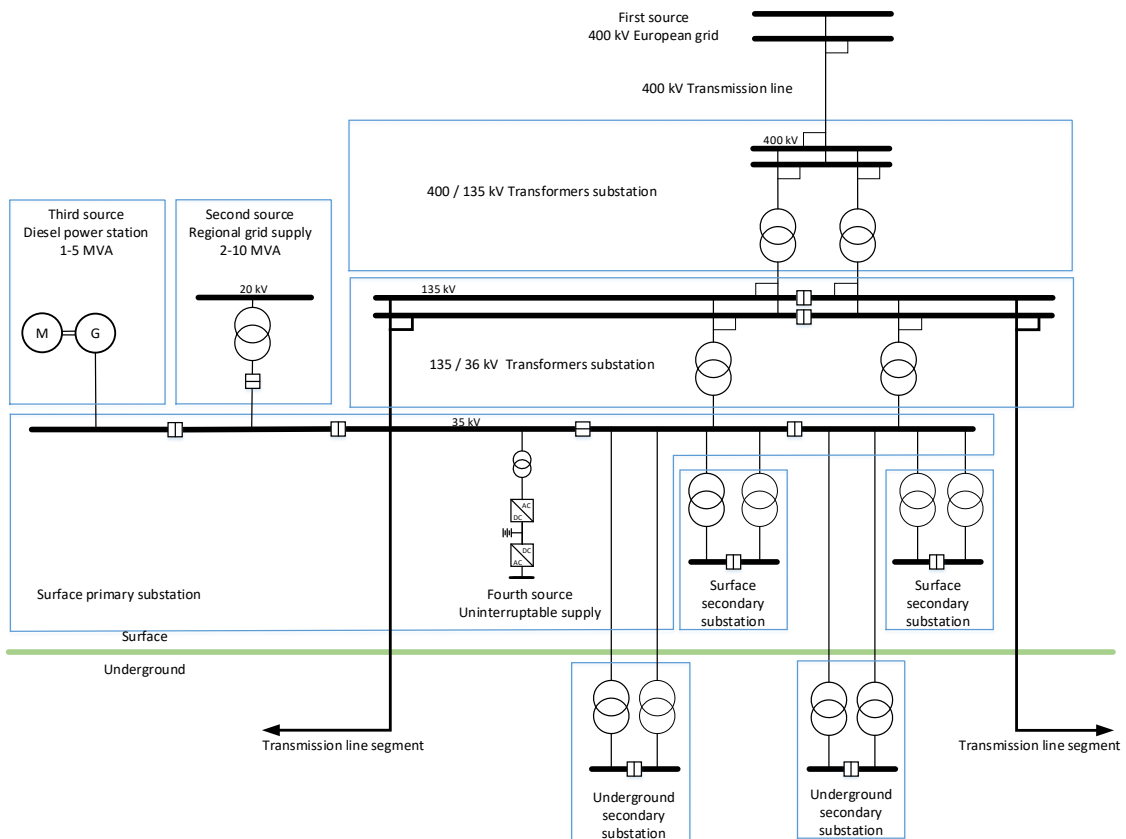 First source
400 kV European grid
400 kV Transmission line
400 kV
400 / 135 kV Transformers substation
Third source
Diesel power station
1-5 MVA
Second source
Regional grid supply
2-10 MVA
20 kV
135 kV
M
G
135 / 36 kV  Transformers substation
35 kV
AC
DC
DC
AC
Fourth source
Uninterruptable supply
Surface primary substation
Surface
secondary
substation
Surface
secondary
substation
Surface
Underground
Transmission line segment
Transmission line segment
Underground
secondary
substation
Underground
secondary
substation